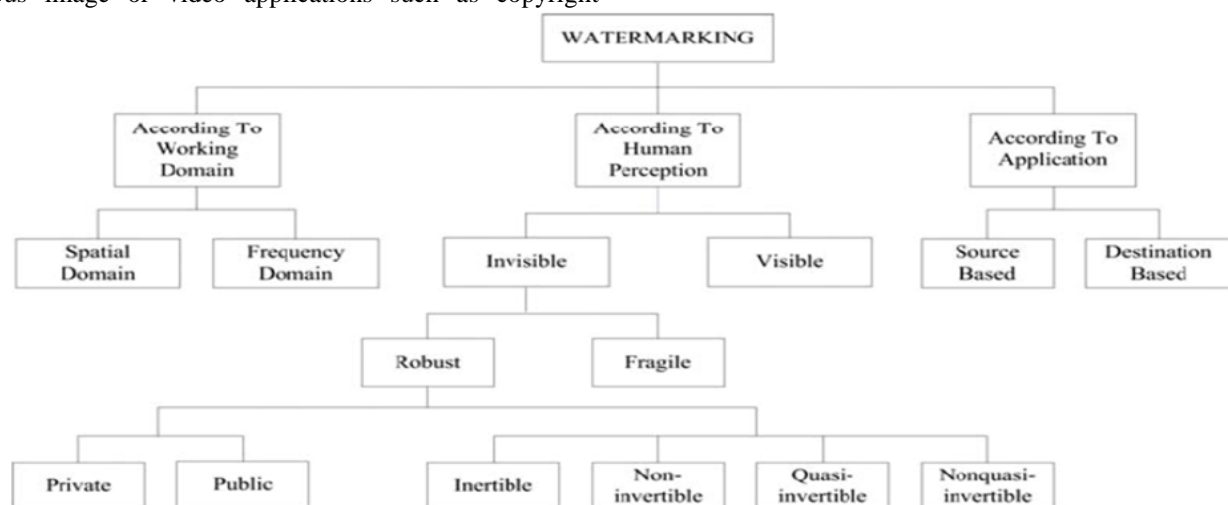 image or video applications such as copyright
WATERMARKING
According To
Working
Domain
According To
Human
Perception
According To
Application
Spatial
Domain
Frequency
Domain
Invisible
Visible
Source
Based
Destination
Based
Robust
Fragile
Private
Public
Inertible
Non-
invertible
Quasi-
invertible
Nonquasi-
invertible